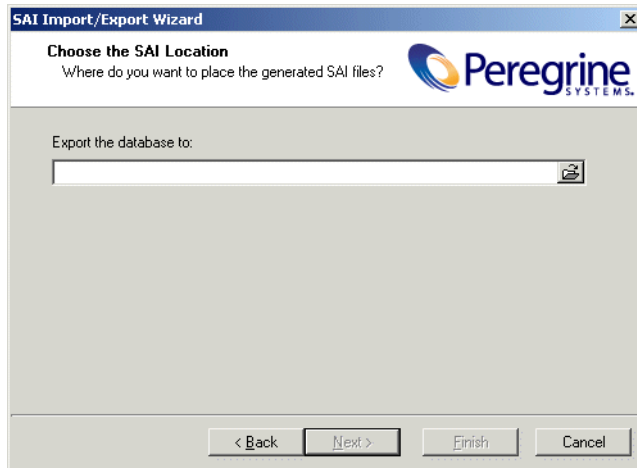 SAI Import/Export Wizard
Choose the SAI Location
Where do you want to place the generated SAI files?
Peregrine
SYSTEMS.
Export the database to:
< Back
Next >
Finish
Cancel